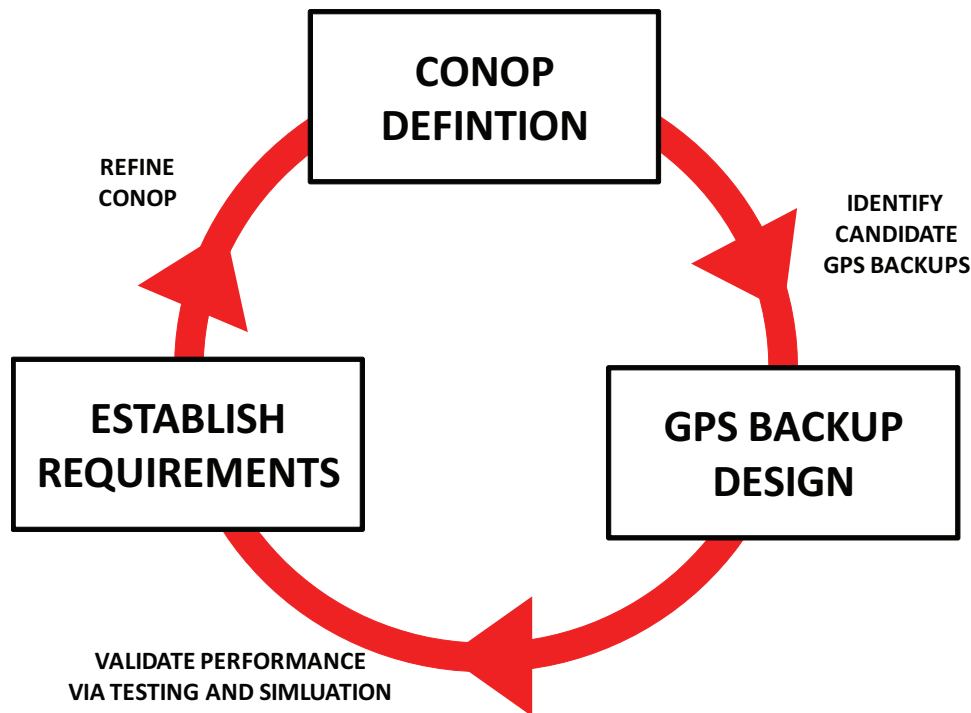 CONOP
DEFINTION
REFINE
CONOP
IDENTIFY
CANDIDATE
GPS BACKUPS
ESTABLISH
REQUIREMENTS
GPS BACKUP
DESIGN
VALIDATE PERFORMANCE
VIA TESTING AND SIMLUATION